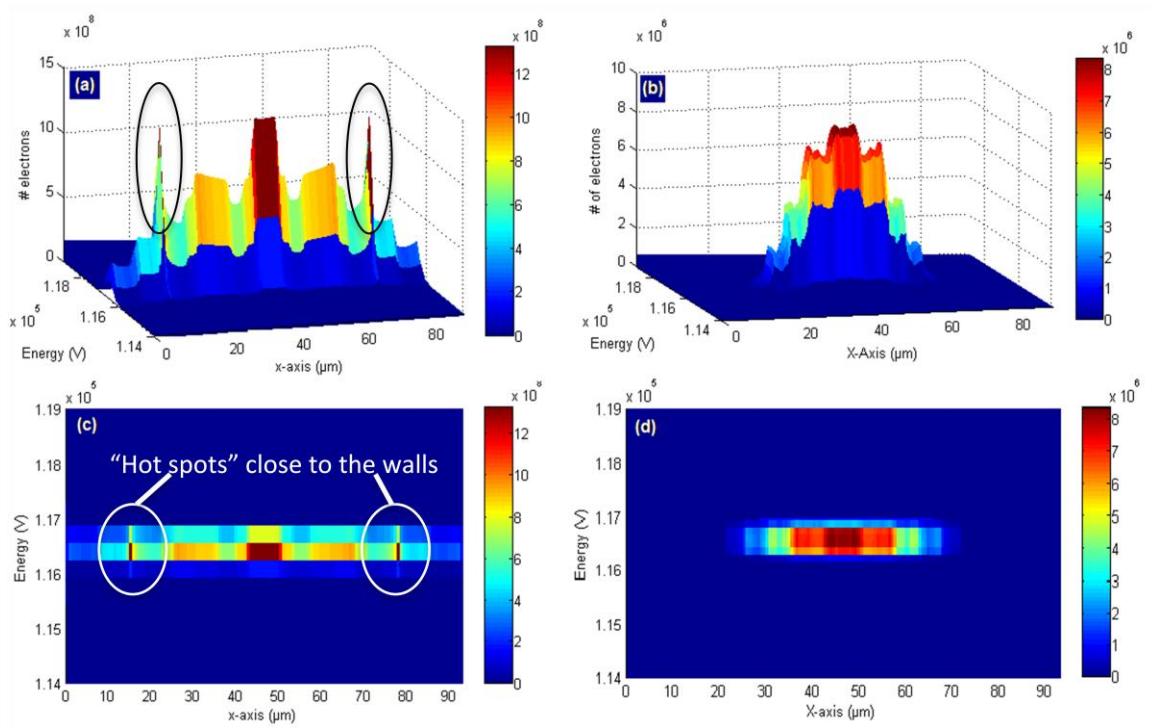 x 10^8
15
10
5
0
# electrons
(a)
1.18
1.16
1.14
x 10^5
Energy (V)
0
20
40
60
80
x-axis (µm)
x 10^8
12
10
8
6
4
2
0
x 10^6
10
8
6
4
2
0
# of electrons
(b)
1.18
1.16
1.14
x 10^5
Energy (V)
0
20
40
60
80
X-Axis (µm)
x 10^6
8
7
6
5
4
3
2
1
0
x 10^5
1.19
1.18
1.17
1.16
1.15
1.14
Energy (V)
(c)
“Hot spots” close to the walls
0 10 20 30 40 50 60 70 80 90
x-axis (µm)
x 10^8
12
10
8
6
4
2
0
x 10^5
1.19
1.18
1.17
1.16
1.15
1.14
Energy (V)
(d)
0 10 20 30 40 50 60 70 80 90
X-axis (µm)
x 10^6
8
7
6
5
4
3
2
1
0